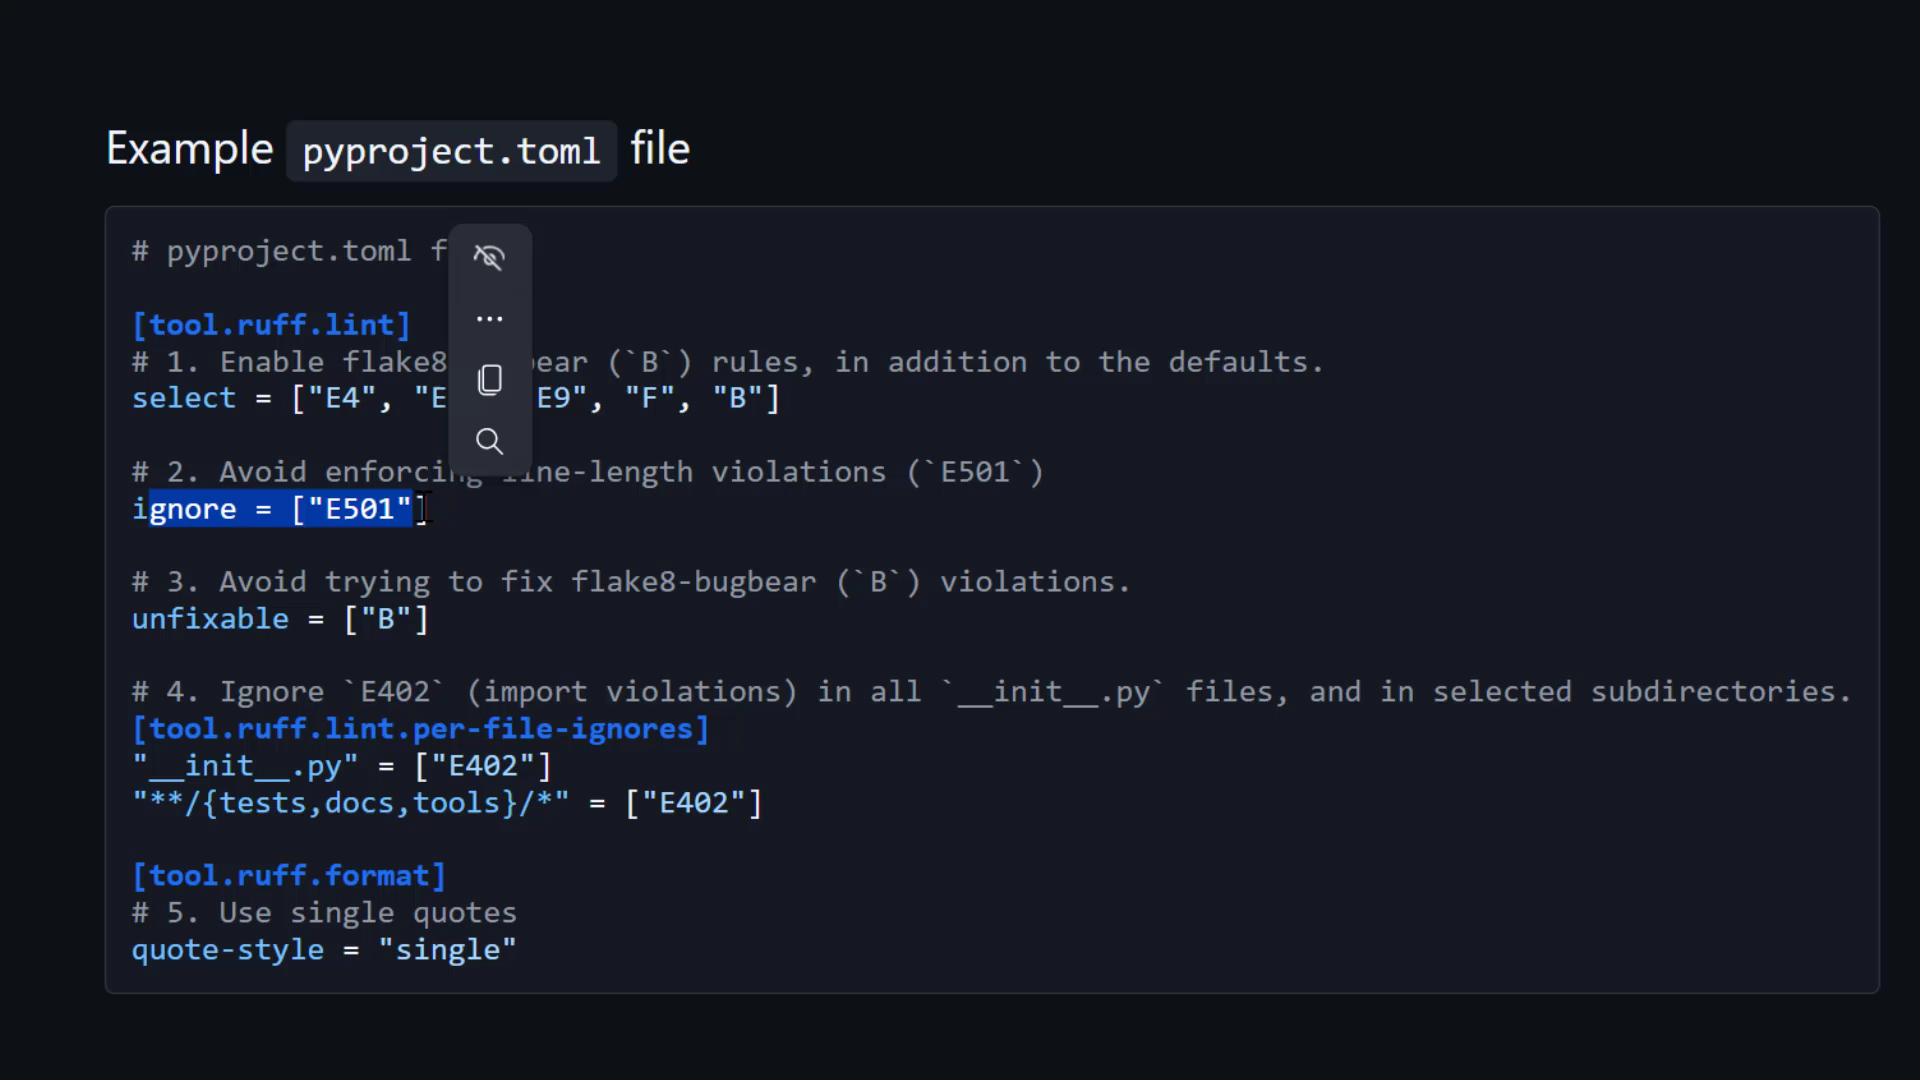 Example pyproject.toml file
# pyproject.toml f
[tool.ruff.lint]
# 1. Enable flake8 bear (`B`) rules, in addition to the defaults.
select = ["E4", "E E9", "F", "B"]
# 2. Avoid enforcing line-length violations (`E501`)
ignore = ["E501"]
# 3. Avoid trying to fix flake8-bugbear (`B`) violations.
unfixable = ["B"]
# 4. Ignore `E402` (import violations) in all `__init__.py` files, and in selected subdirectories.
[tool.ruff.lint.per-file-ignores]
"__init__.py" = ["E402"]
"**/{tests,docs,tools}/*" = ["E402"]
[tool.ruff.format]
# 5. Use single quotes
quote-style = "single"